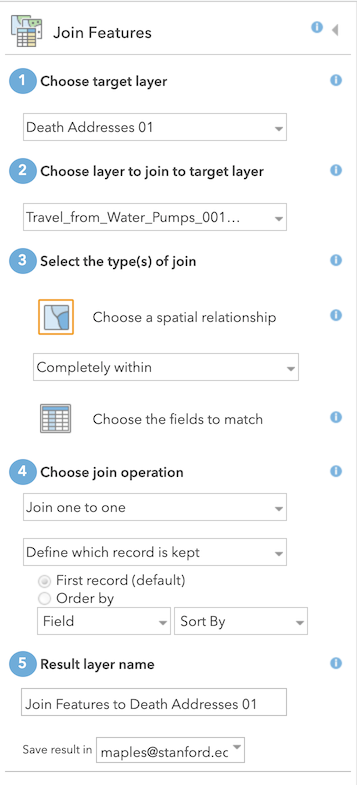 Join Features
1 Choose target layer
Death Addresses 01
2 Choose layer to join to target layer
Travel_from_Water_Pumps_001...
3 Select the type(s) of join
Choose a spatial relationship
Completely within
Choose the fields to match
4 Choose join operation
Join one to one
Define which record is kept
First record (default)
Order by
Field Sort By
5 Result layer name
Join Features to Death Addresses 01
Save result in maples@stanford.ec